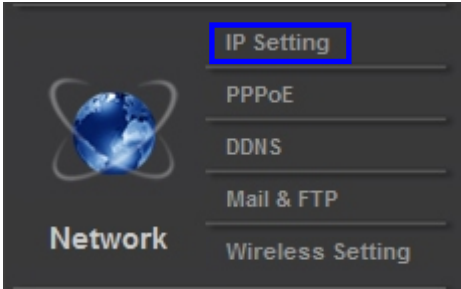 IP Setting
PPPoE
DDNS
Mail & FTP
Network
Wireless Setting